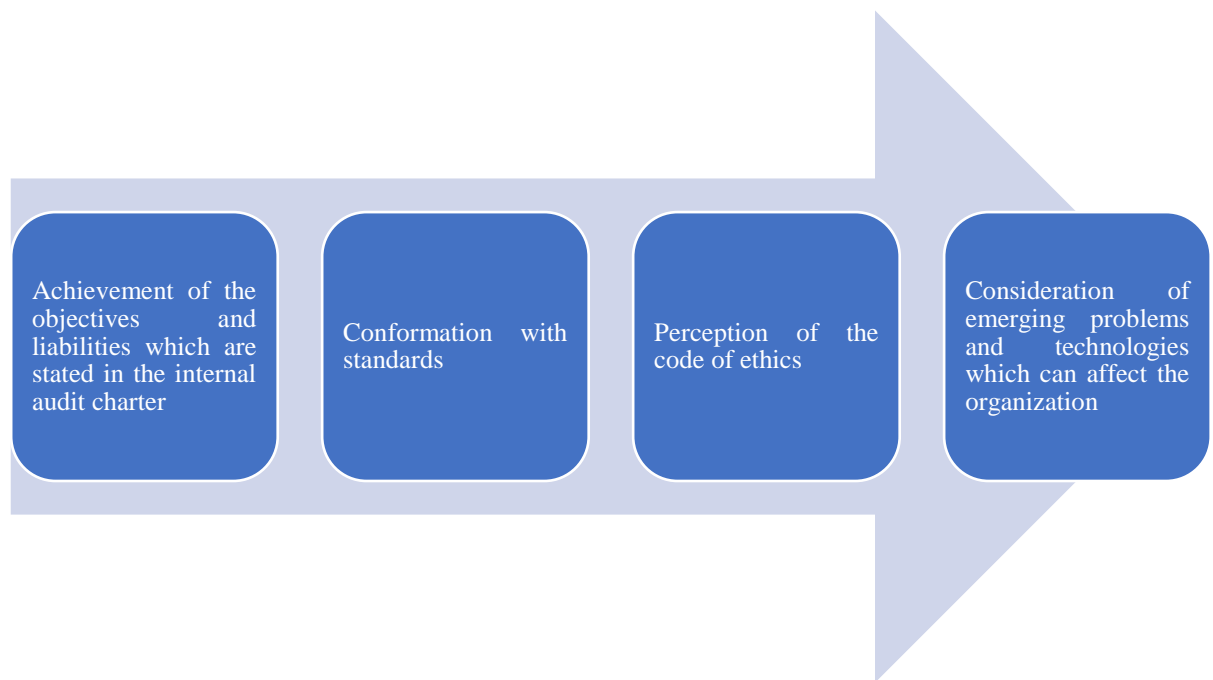 Achievement of the
objectives and
liabilities which are
stated in the internal
audit charter
Conformation with
standards
Perception of the
code of ethics
Consideration of
emerging problems
and technologies
which can affect the
organization